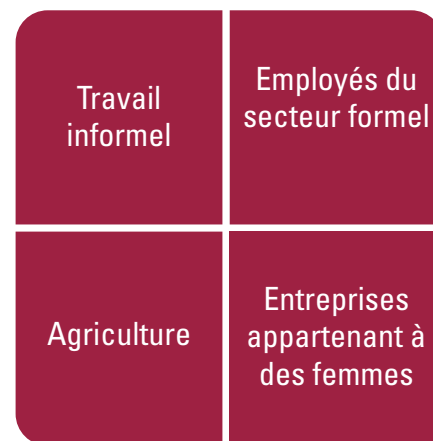 Travail
informel
Employés du
secteur formel
Agriculture
Entreprises
appartenant à
des femmes